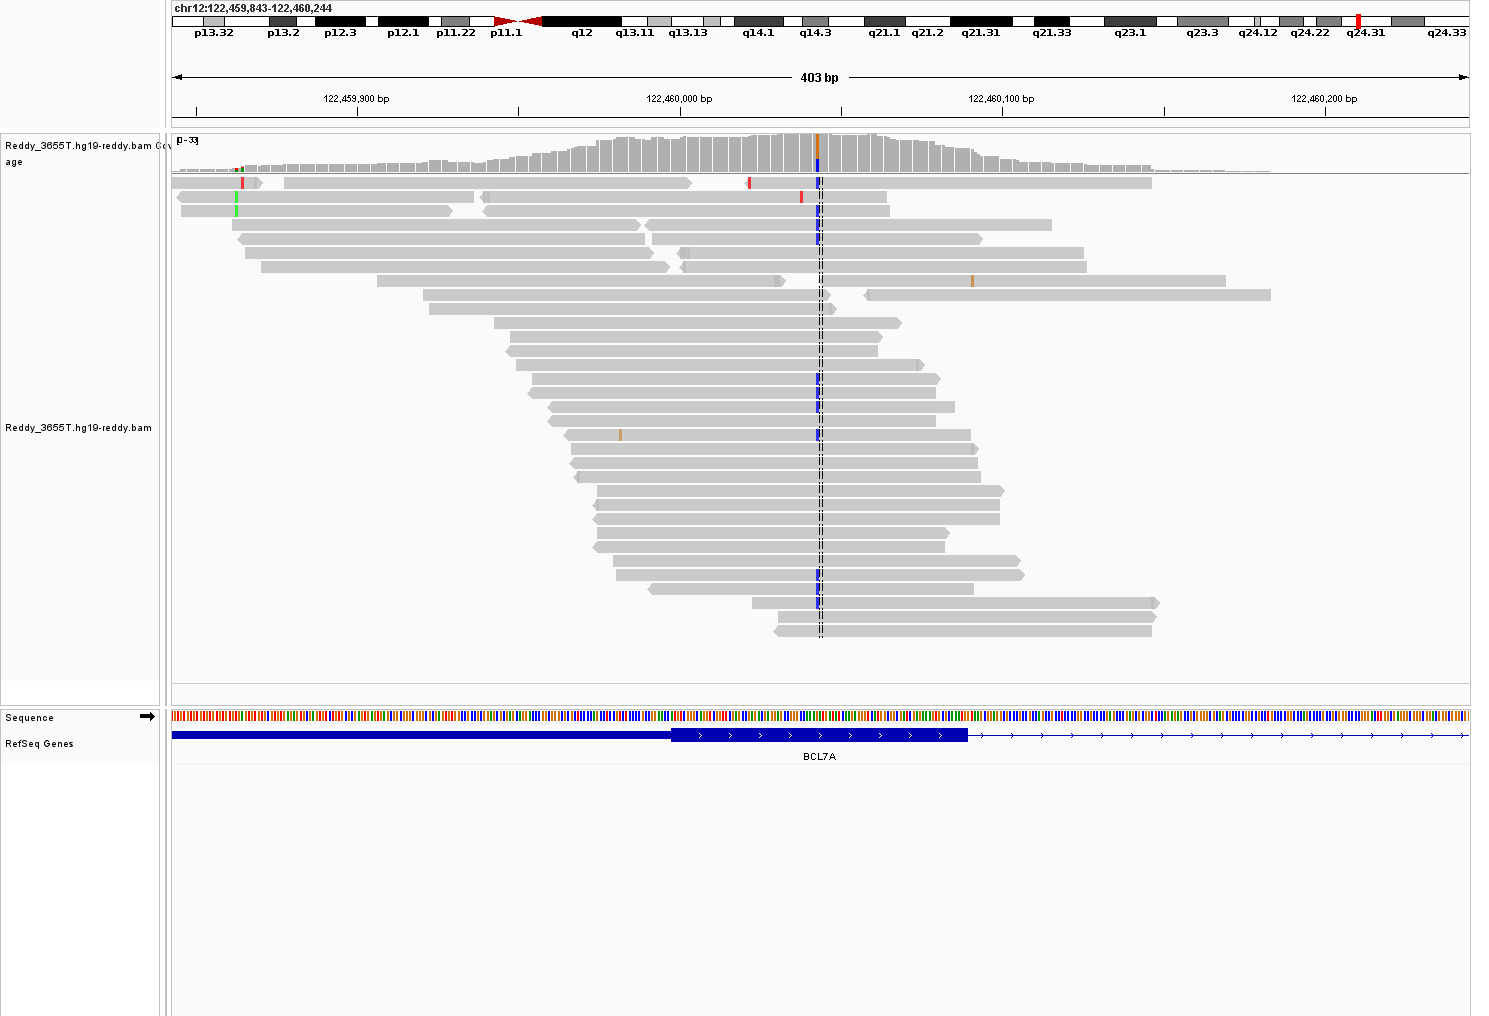 chr12:122,459,843-122,460,244
p13.32 p13.2 p12.3 p12.1 p11.22 p11.1 q12 q13.11 q13.13 q14.1 q14.3 q21.1 q21.2 q21.31 q21.33 q23.1 q23.3 q24.12 q24.22 q24.31 q24.33
403 bp
122,459,900 bp 122,460,000 bp 122,460,100 bp 122,460,200 bp
Reddy_3655T.hg19-reddy.bam Cov
age
[0 - 33]
Reddy_3655T.hg19-reddy.bam
Sequence
RefSeq Genes
BCL7A